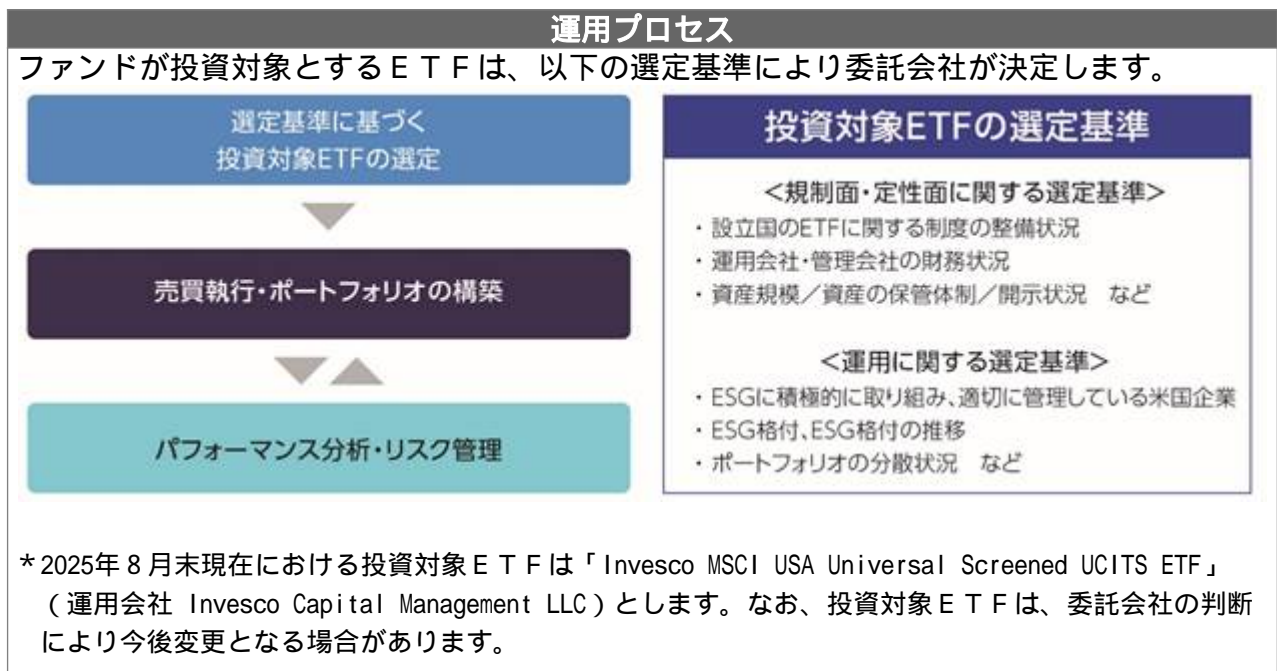 運用プロセス
ファンドが投資対象とするＥＴＦは、以下の選定基準により委託会社が決定します。
選定基準に基づく
投資対象ETFの選定
売買執行・ポートフォリオの構築
パフォーマンス分析・リスク管理
投資対象ETFの選定基準
＜規制面・定性面に関する選定基準＞
・設立国のETFに関する制度の整備状況
・運用会社・管理会社の財務状況
・資産規模／資産の保管体制／開示状況　など
＜運用に関する選定基準＞
・ESGに積極的に取り組み、適切に管理している米国企業
・ESG格付、ESG格付の推移
・ポートフォリオの分散状況　など
＊2025年８月末現在における投資対象ＥＴＦは「Invesco MSCI USA Universal Screened UCITS ETF」
（運用会社 Invesco Capital Management LLC）とします。なお、投資対象ＥＴＦは、委託会社の判断
により今後変更となる場合があります。